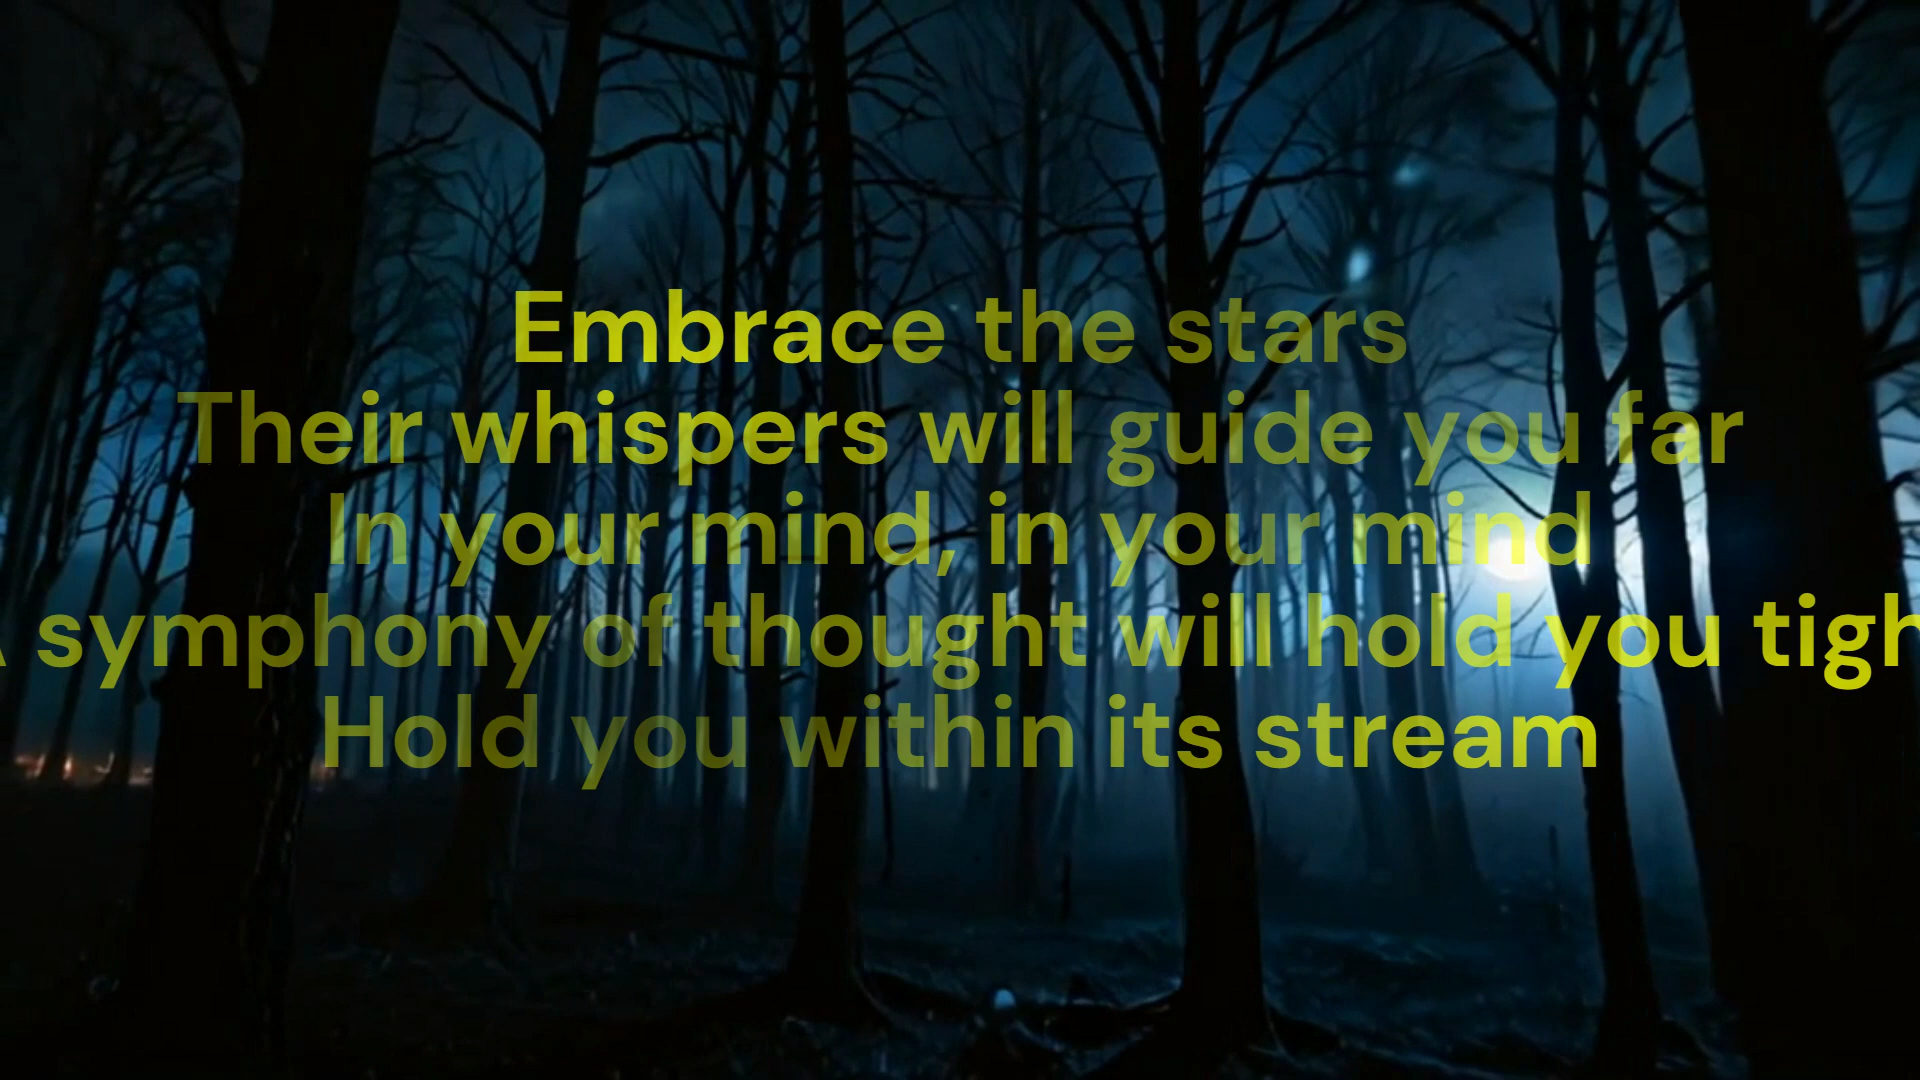 Embrace the stars
Their whispers will guide you far
In your mind, in your mind
A symphony of thought will hold you tigh
Hold you within its stream